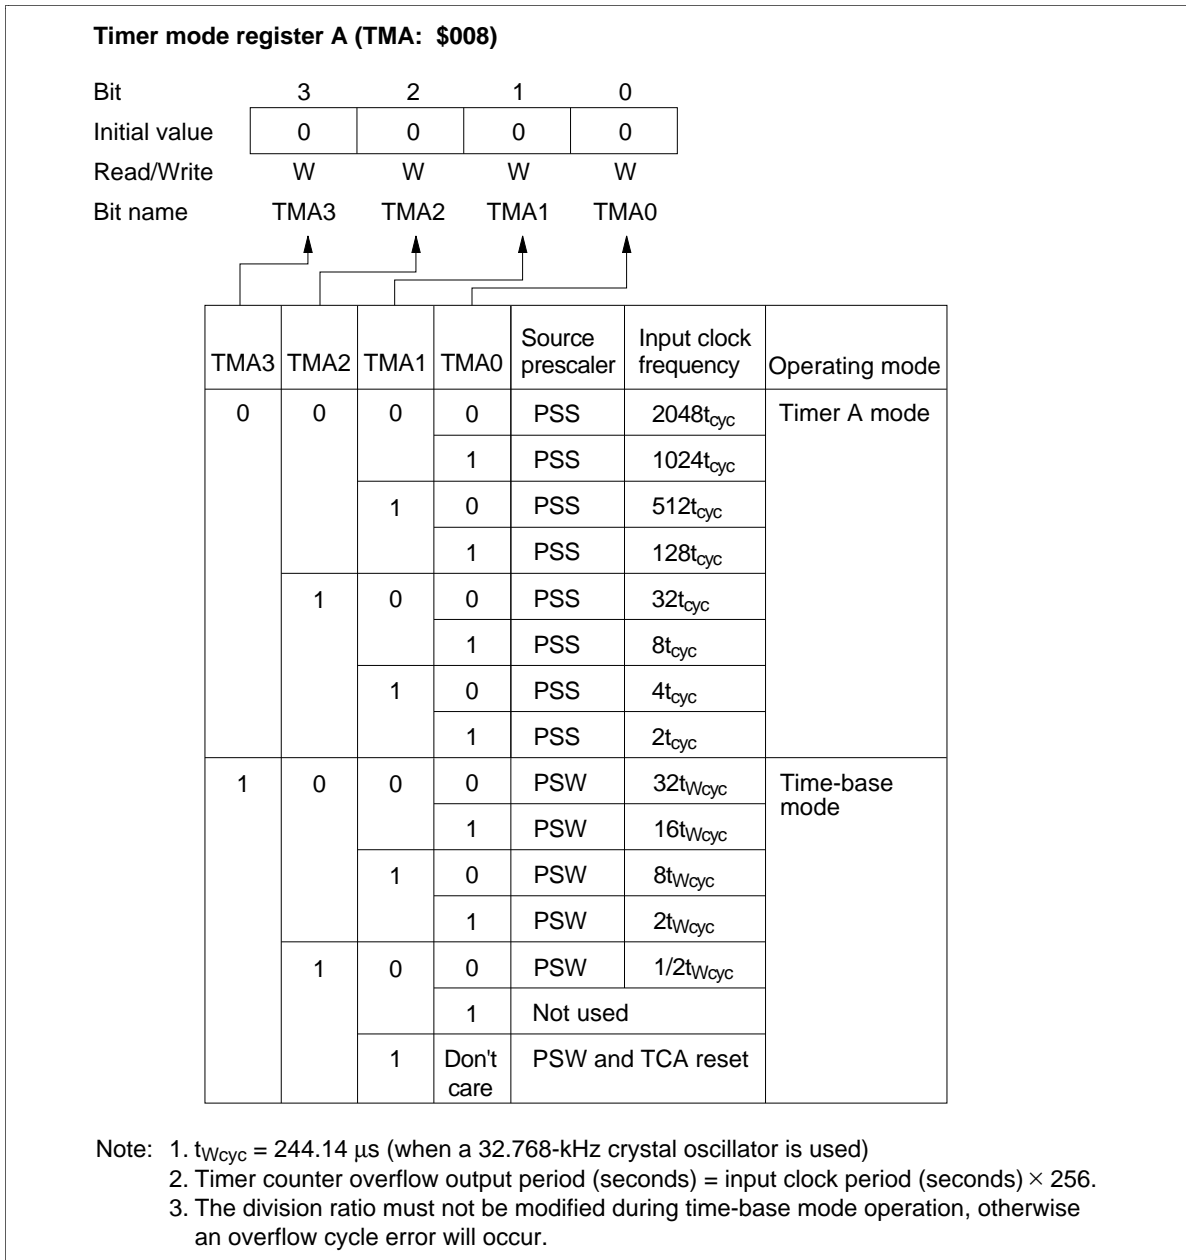 Timer mode register A (TMA: $008)
Bit 3 2 1 0
Initial value 0 0 0 0
Read/Write W W W W
Bit name TMA3 TMA2 TMA1 TMA0
TMA3 TMA2 TMA1 TMA0 Source prescaler Input clock frequency Operating mode
0 0 0 0 PSS 2048tcyc Timer A mode
1 PSS 1024tcyc
1 0 PSS 512tcyc
1 PSS 128tcyc
1 0 0 PSS 32tcyc
1 PSS 8tcyc
1 0 PSS 4tcyc
1 PSS 2tcyc
1 0 0 0 PSW 32tWcyc Time-base mode
1 PSW 16tWcyc
1 0 PSW 8tWcyc
1 PSW 2tWcyc
1 0 0 PSW 1/2tWcyc
1 Not used
1 Don't care PSW and TCA reset
Note: 1. tWcyc = 244.14 μs (when a 32.768-kHz crystal oscillator is used)
2. Timer counter overflow output period (seconds) = input clock period (seconds) × 256.
3. The division ratio must not be modified during time-base mode operation, otherwise
an overflow cycle error will occur.